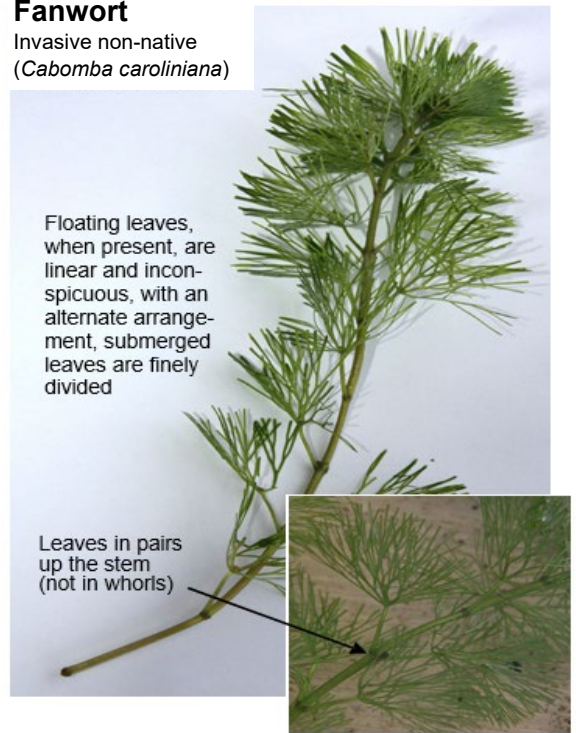 Fanwort
Invasive non-native
(Cabomba caroliniana)
Floating leaves,
when present, are
linear and incon-
spicuous, with an
alternate arrange-
ment, submerged
leaves are finely
divided
Leaves in pairs
up the stem
(not in whorls)